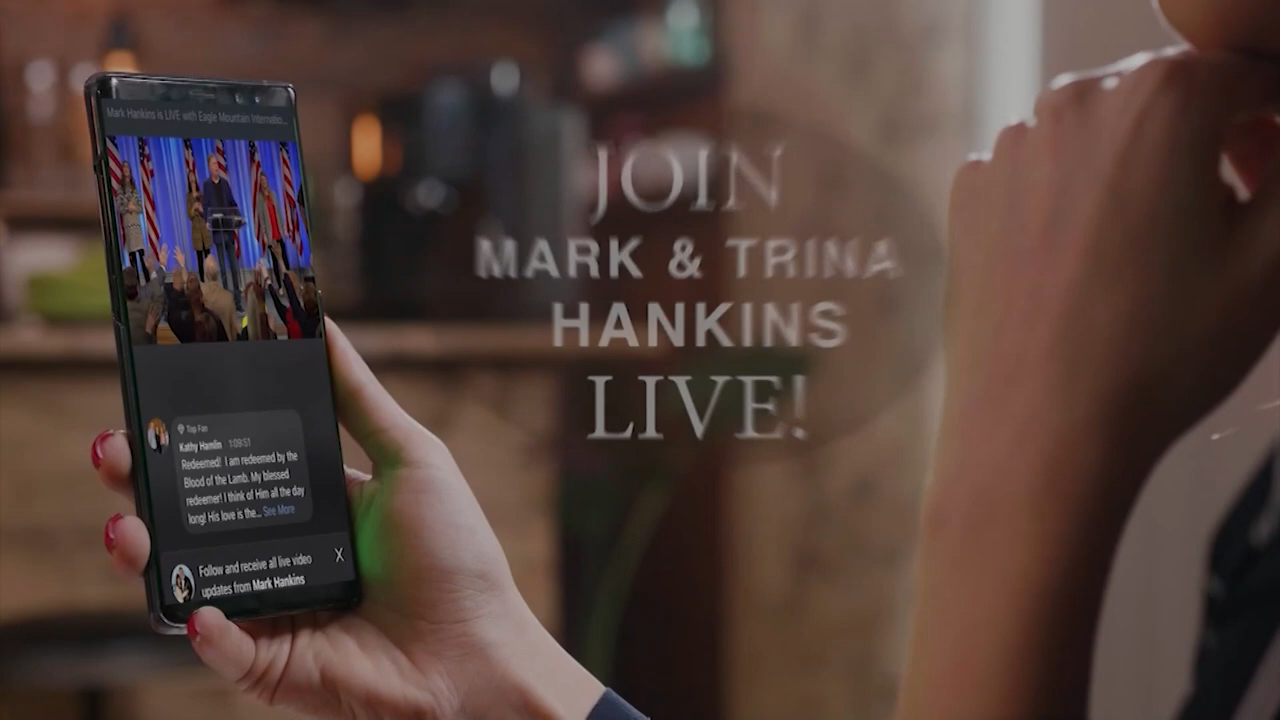 Mark Hankins is LIVE with Eagle Mountain Internatio...
JOIN
MARK & TRINA
HANKINS
LIVE!
Top Fan
Kathy Hamlin 1:09:51
Redeemed! I am redeemed by the
Blood of the Lamb. My blessed
redeemer! I think of Him all the day
long! His love is the... See More
Follow and receive all live video
updates from Mark Hankins
X